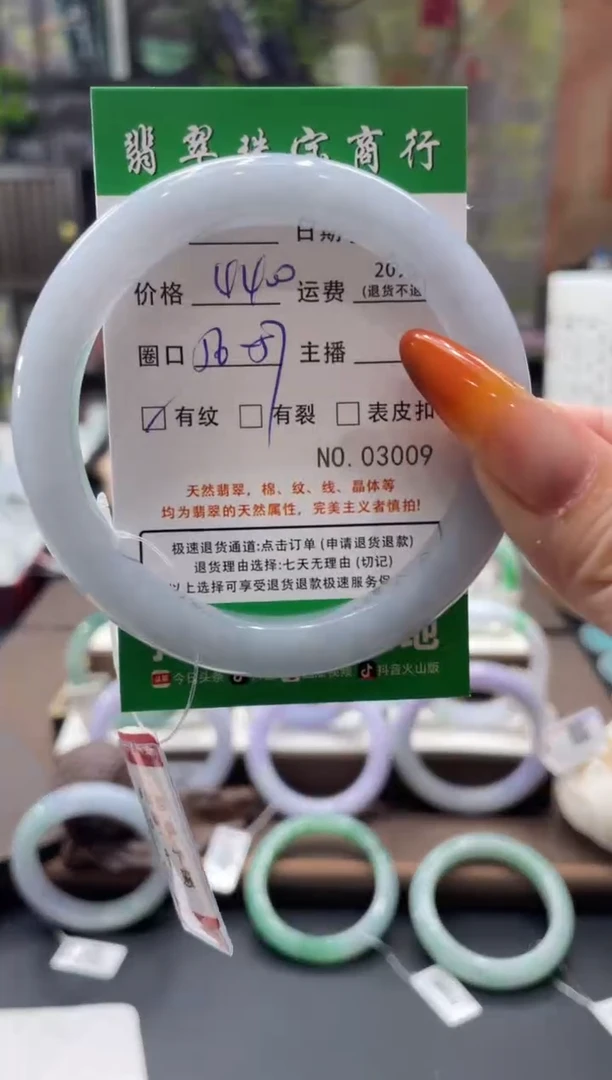 翡翠珠宝商行
日期
价格 4400 运费 20
(退货不退
圈口 主播
☑有纹 □有裂 □表皮扣
NO.03009
天然翡翠，棉、纹、线、晶体等
均为翡翠的天然属性，完美主义者慎拍!
极速退货通道:点击订单(申请退货退款)
退货理由选择:七天无理由(切记)
以上选择可享受退货退款极速服务保
今日头条 抖音火山版